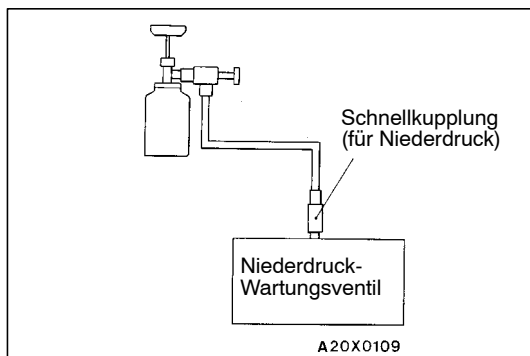 Schnellkupplung
(für Niederdruck)
Niederdruck-
Wartungsventil
A20X0109